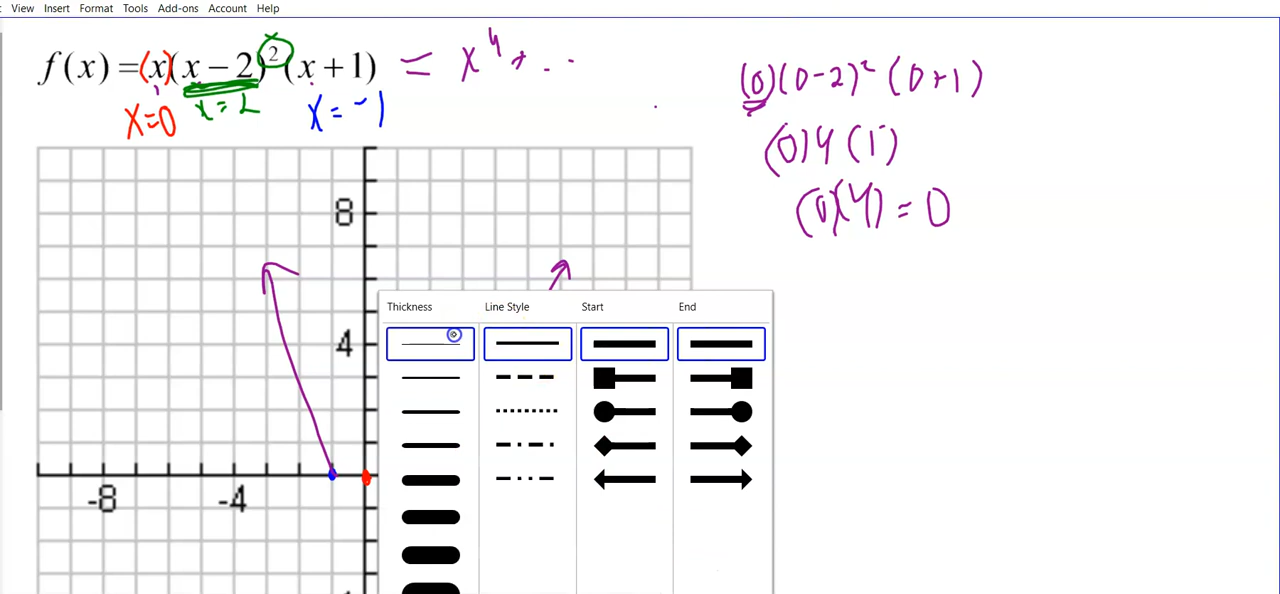 View Insert Format Tools Add-ons Account Help
f(x) = (x)(x − 2)²(x + 1) = x⁴ + ...
x=0 x=2 x=-1
(0)(0-2)² (0+1)
(0)4(1)
(0)(4) = 0
8
4
-8 -4
Thickness Line Style Start End